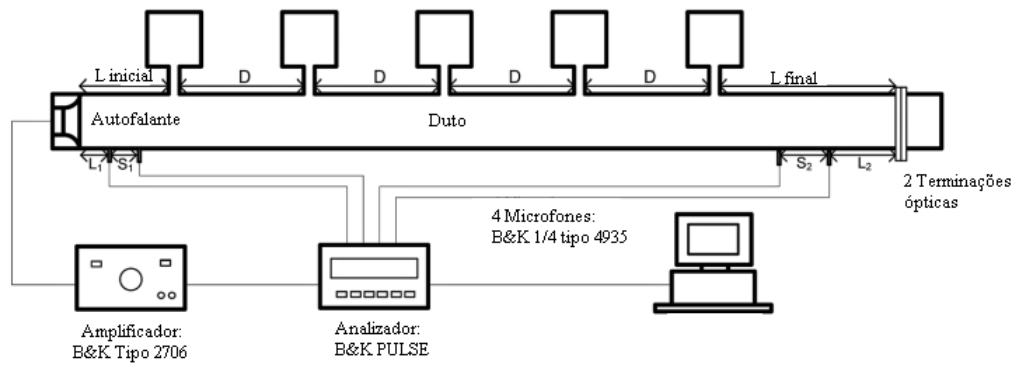 L inicial
D
D
D
D
L final
Autofalante
Duto
L₁
S₁
S₂
L₂
2 Terminações
ópticas
4 Microfones:
B&K 1/4 tipo 4935
Amplificador:
B&K Tipo 2706
Analizador:
B&K PULSE